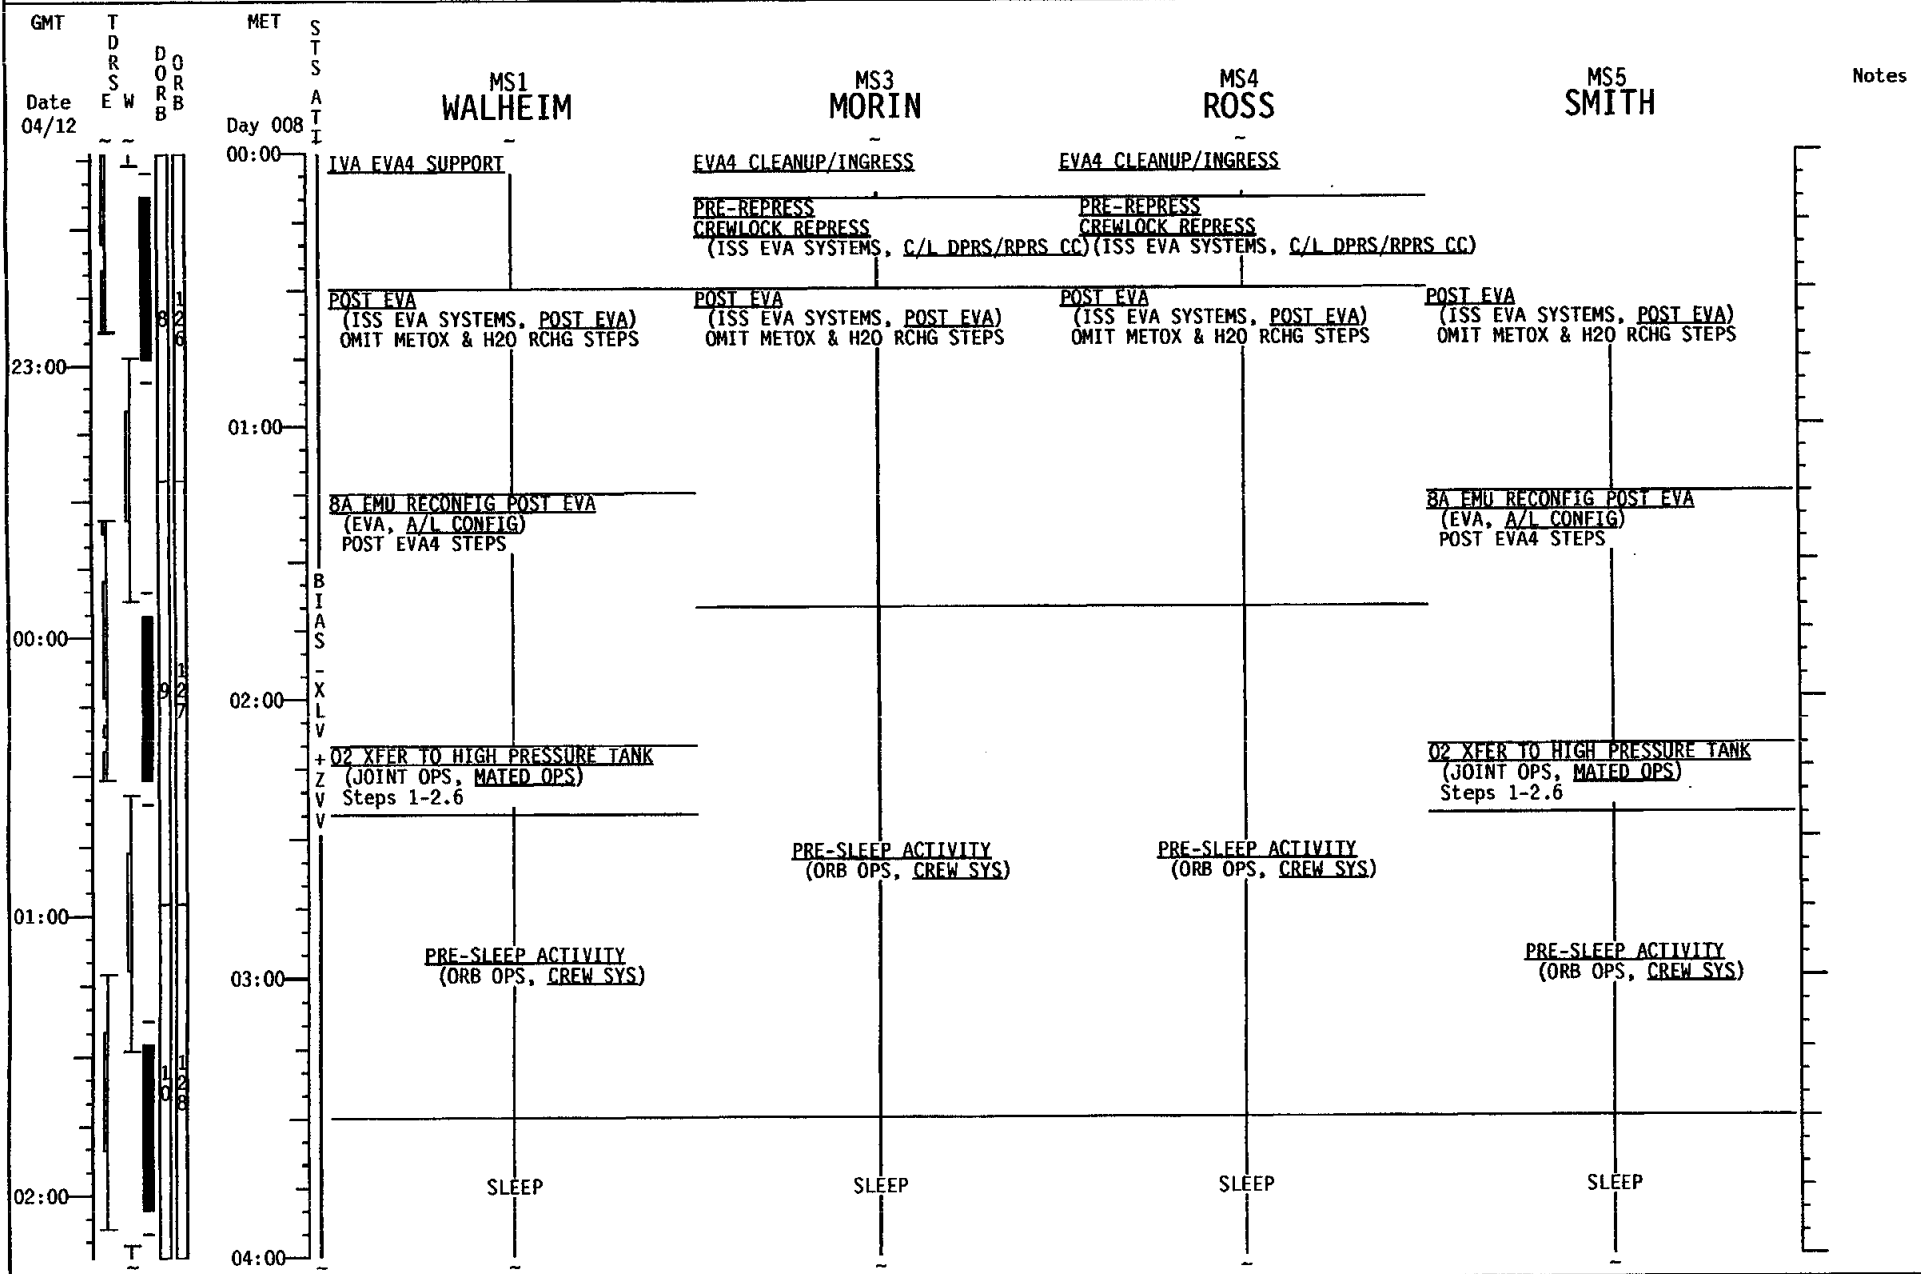 GMT
TDRS
E W
DORB
ORB
MET
STS ATT
Date
04/12
Day 008
MS1
WALHEIM
MS3
MORIN
MS4
ROSS
MS5
SMITH
Notes
00:00
IVA EVA4 SUPPORT
EVA4 CLEANUP/INGRESS
EVA4 CLEANUP/INGRESS
PRE-REPRESS
CREWLOCK REPRESS
(ISS EVA SYSTEMS, C/L DPRS/RPRS CC)
PRE-REPRESS
CREWLOCK REPRESS
(ISS EVA SYSTEMS, C/L DPRS/RPRS CC)
POST EVA
(ISS EVA SYSTEMS, POST EVA)
OMIT METOX & H2O RCHG STEPS
POST EVA
(ISS EVA SYSTEMS, POST EVA)
OMIT METOX & H2O RCHG STEPS
POST EVA
(ISS EVA SYSTEMS, POST EVA)
OMIT METOX & H2O RCHG STEPS
POST EVA
(ISS EVA SYSTEMS, POST EVA)
OMIT METOX & H2O RCHG STEPS
8
126
23:00
01:00
8A EMU RECONFIG POST EVA
(EVA, A/L CONFIG)
POST EVA4 STEPS
8A EMU RECONFIG POST EVA
(EVA, A/L CONFIG)
POST EVA4 STEPS
BIAS -XLV +ZVV
00:00
9
127
02:00
O2 XFER TO HIGH PRESSURE TANK
(JOINT OPS, MATED OPS)
Steps 1-2.6
O2 XFER TO HIGH PRESSURE TANK
(JOINT OPS, MATED OPS)
Steps 1-2.6
PRE-SLEEP ACTIVITY
(ORB OPS, CREW SYS)
PRE-SLEEP ACTIVITY
(ORB OPS, CREW SYS)
01:00
PRE-SLEEP ACTIVITY
(ORB OPS, CREW SYS)
PRE-SLEEP ACTIVITY
(ORB OPS, CREW SYS)
03:00
10
128
02:00
SLEEP
SLEEP
SLEEP
SLEEP
04:00